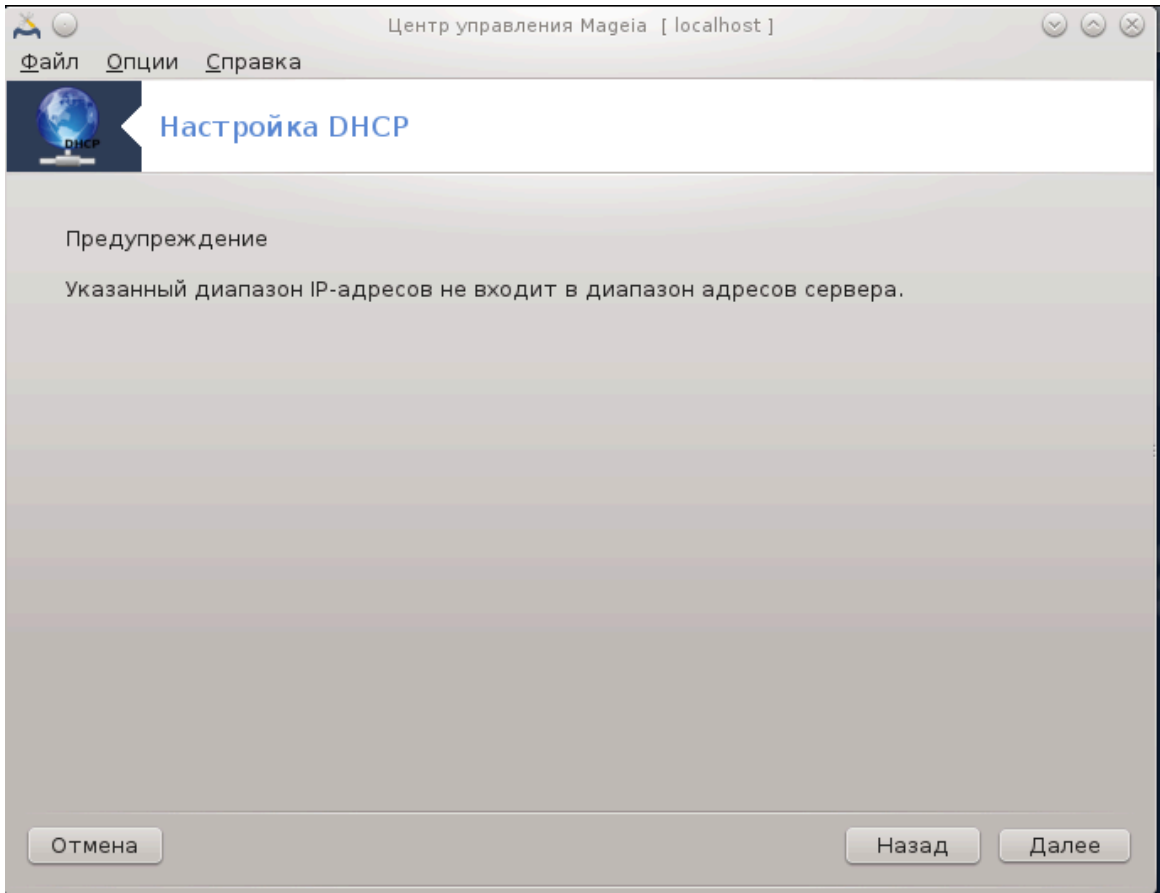 Центр управления Mageia [ localhost ]
Файл Опции Справка
DHCP
Настройка DHCP
Предупреждение
Указанный диапазон IP-адресов не входит в диапазон адресов сервера.
Отмена Назад Далее